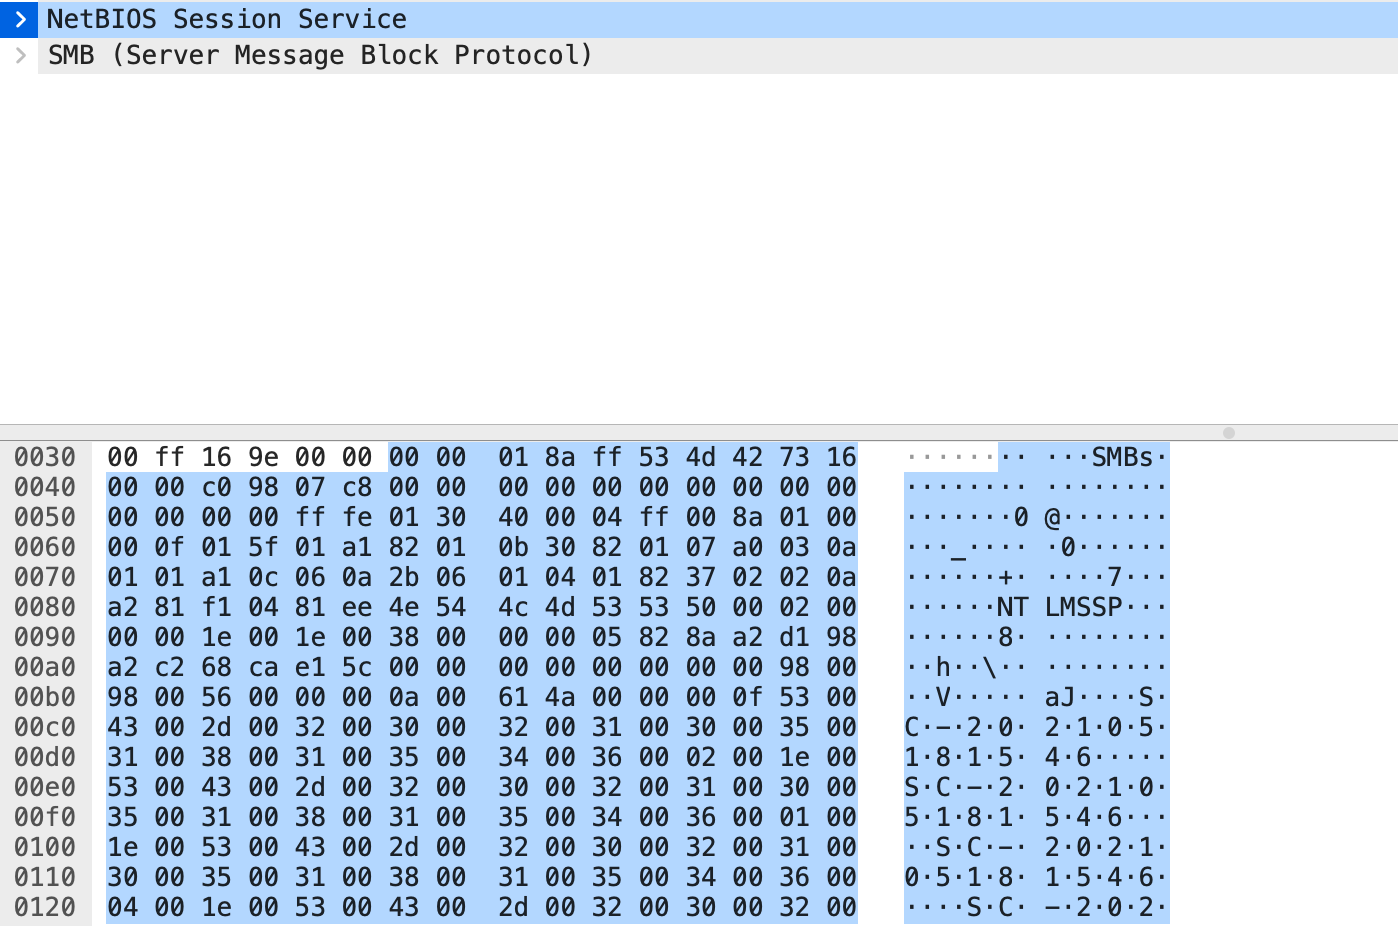 NetBIOS Session Service
SMB (Server Message Block Protocol)
0030 00 ff 16 9e 00 00 00 00 01 8a ff 53 4d 42 73 16 ········ ···SMBs·
0040 00 00 c0 98 07 c8 00 00 00 00 00 00 00 00 00 00 ········ ········
0050 00 00 00 00 ff fe 01 30 40 00 04 ff 00 8a 01 00 ·······0 @·······
0060 00 0f 01 5f 01 a1 82 01 0b 30 82 01 07 a0 03 0a ···_···· ·0······
0070 01 01 a1 0c 06 0a 2b 06 01 04 01 82 37 02 02 0a ······+· ····7···
0080 a2 81 f1 04 81 ee 4e 54 4c 4d 53 53 50 00 02 00 ······NT LMSSP···
0090 00 00 1e 00 1e 00 38 00 00 00 05 82 8a a2 d1 98 ······8· ········
00a0 a2 c2 68 ca e1 5c 00 00 00 00 00 00 00 00 98 00 ··h··\·· ········
00b0 98 00 56 00 00 00 0a 00 61 4a 00 00 00 0f 53 00 ··V····· aJ····S·
00c0 43 00 2d 00 32 00 30 00 32 00 31 00 30 00 35 00 C·-·2·0· 2·1·0·5·
00d0 31 00 38 00 31 00 35 00 34 00 36 00 02 00 1e 00 1·8·1·5· 4·6·····
00e0 53 00 43 00 2d 00 32 00 30 00 32 00 31 00 30 00 S·C·-·2· 0·2·1·0·
00f0 35 00 31 00 38 00 31 00 35 00 34 00 36 00 01 00 5·1·8·1· 5·4·6···
0100 1e 00 53 00 43 00 2d 00 32 00 30 00 32 00 31 00 ··S·C·-· 2·0·2·1·
0110 30 00 35 00 31 00 38 00 31 00 35 00 34 00 36 00 0·5·1·8· 1·5·4·6·
0120 04 00 1e 00 53 00 43 00 2d 00 32 00 30 00 32 00 ····S·C· -·2·0·2·